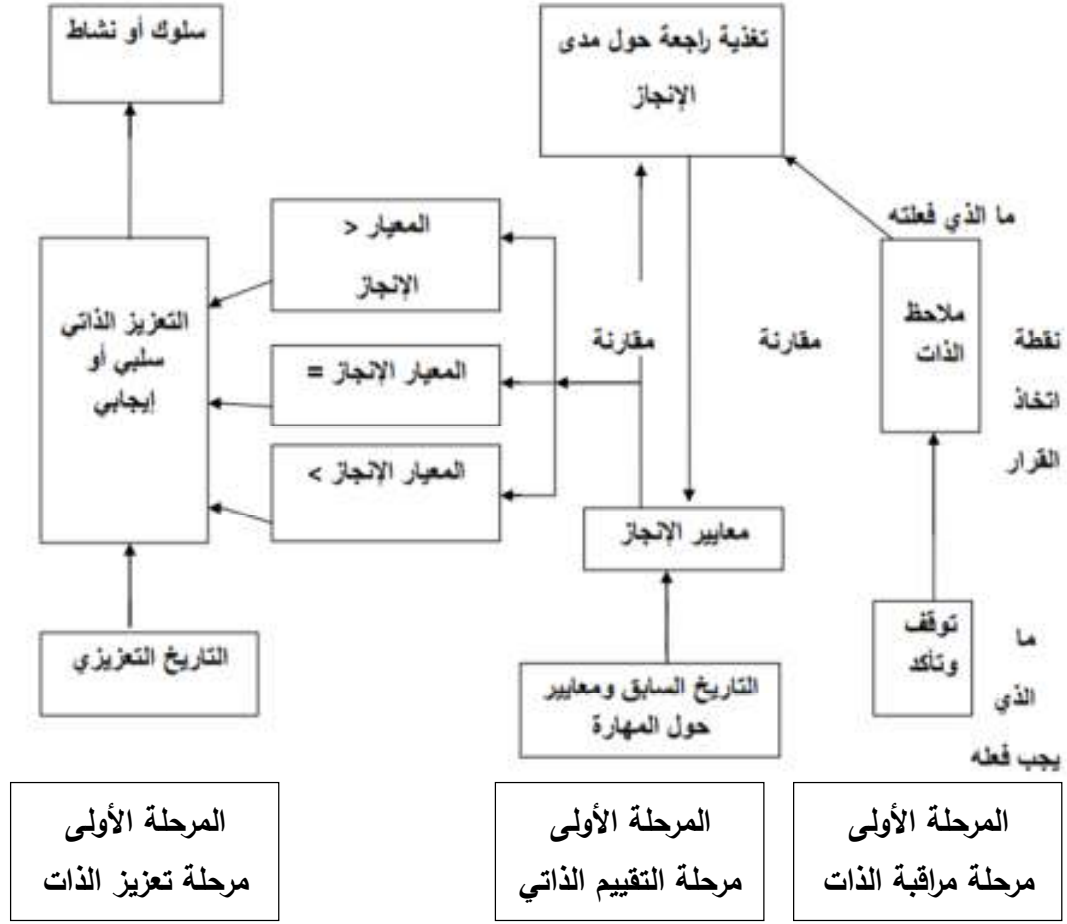 سلوك أو نشاط
تغذية راجعة حول مدى
الإنجاز
ما الذي فعلته
ملاحظ
الذات
نقطة
اتخاذ
القرار
مقارنة
مقارنة
المعيار <
الإنجاز
المعيار الإنجاز =
المعيار الإنجاز >
التعزيز الذاتي
سلبي أو
إيجابي
معايير الإنجاز
توقف
وتأكد
ما
الذي
يجب فعله
التاريخ السابق ومعايير
حول المهارة
التاريخ التعزيزي
المرحلة الأولى
مرحلة مراقبة الذات
المرحلة الأولى
مرحلة التقييم الذاتي
المرحلة الأولى
مرحلة تعزيز الذات